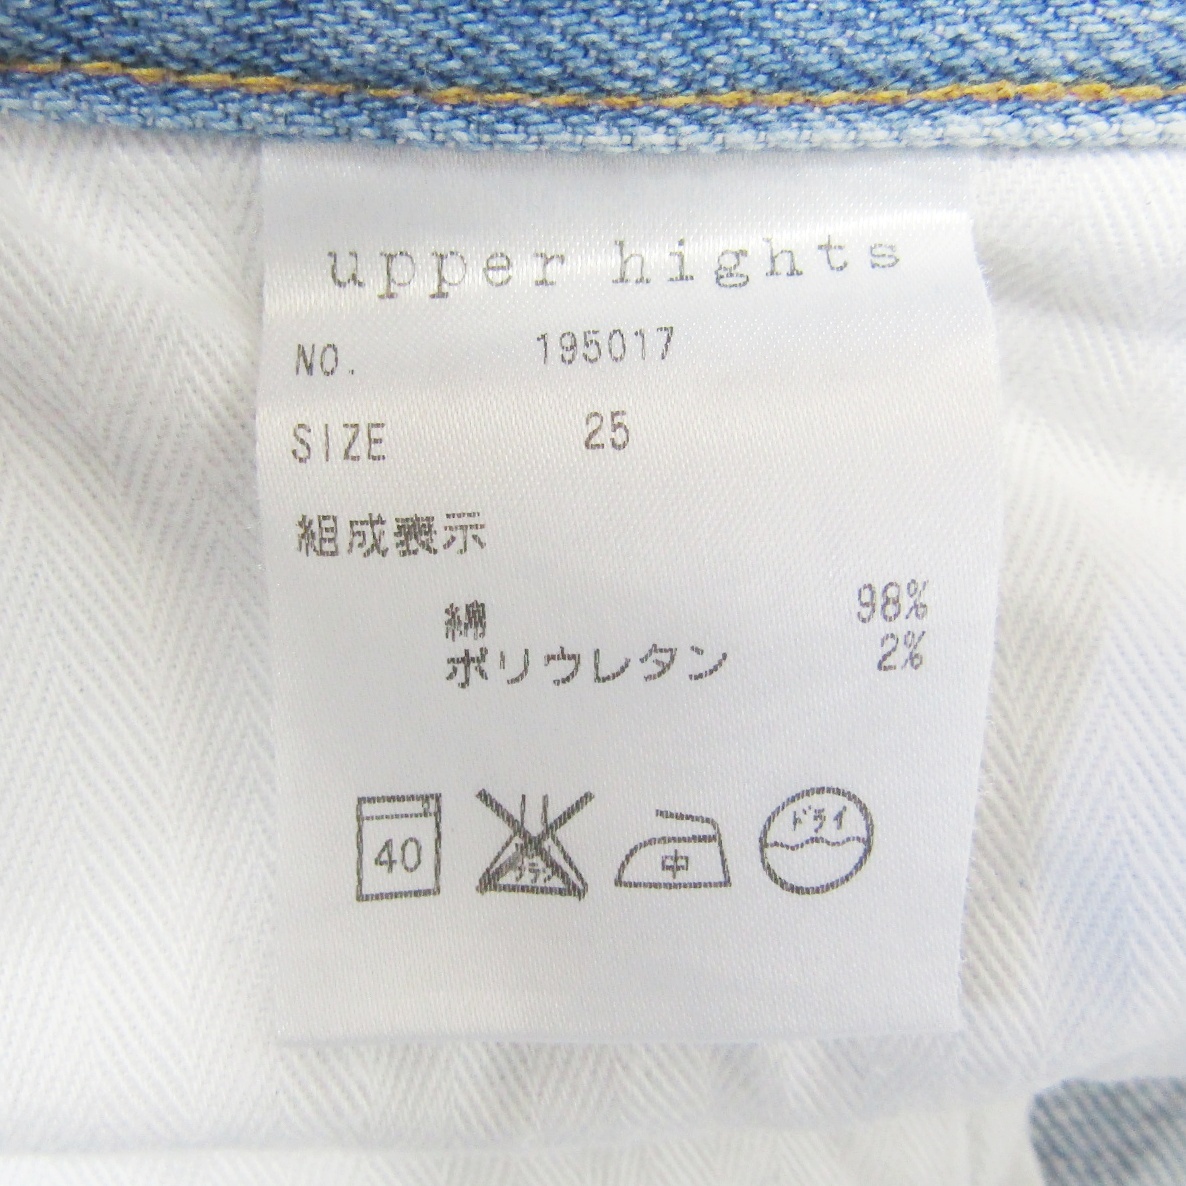 upper hights
NO. 195017
SIZE 25
組成表示
綿 98%
ポリウレタン 2%
40 中 ドライ